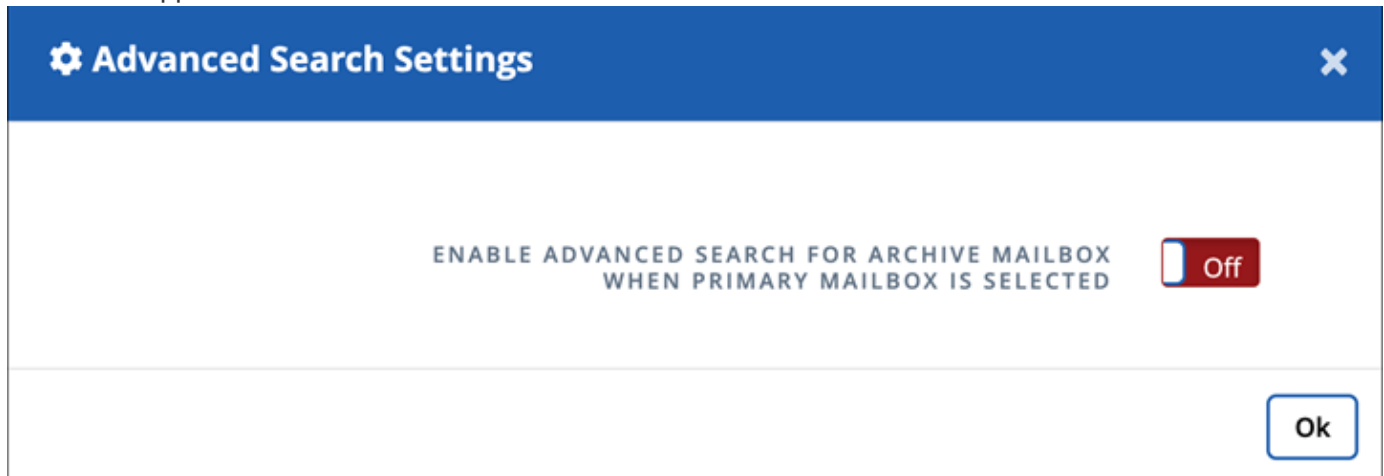 Advanced Search Settings
ENABLE ADVANCED SEARCH FOR ARCHIVE MAILBOX
WHEN PRIMARY MAILBOX IS SELECTED
Off
Ok